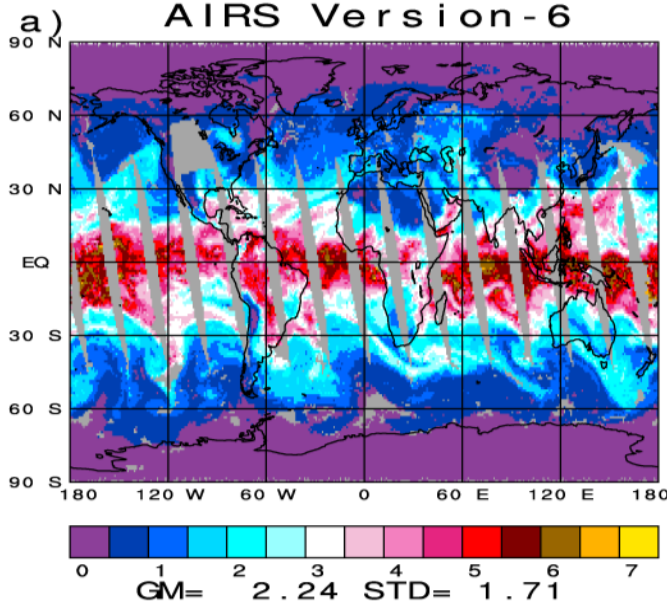 a) AIRS Version-6
90 N
60 N
30 N
EQ
30 S
60 S
90 S
180 120 W 60 W 0 60 E 120 E 180
0 1 2 3 4 5 6 7
GM= 2.24 STD= 1.71